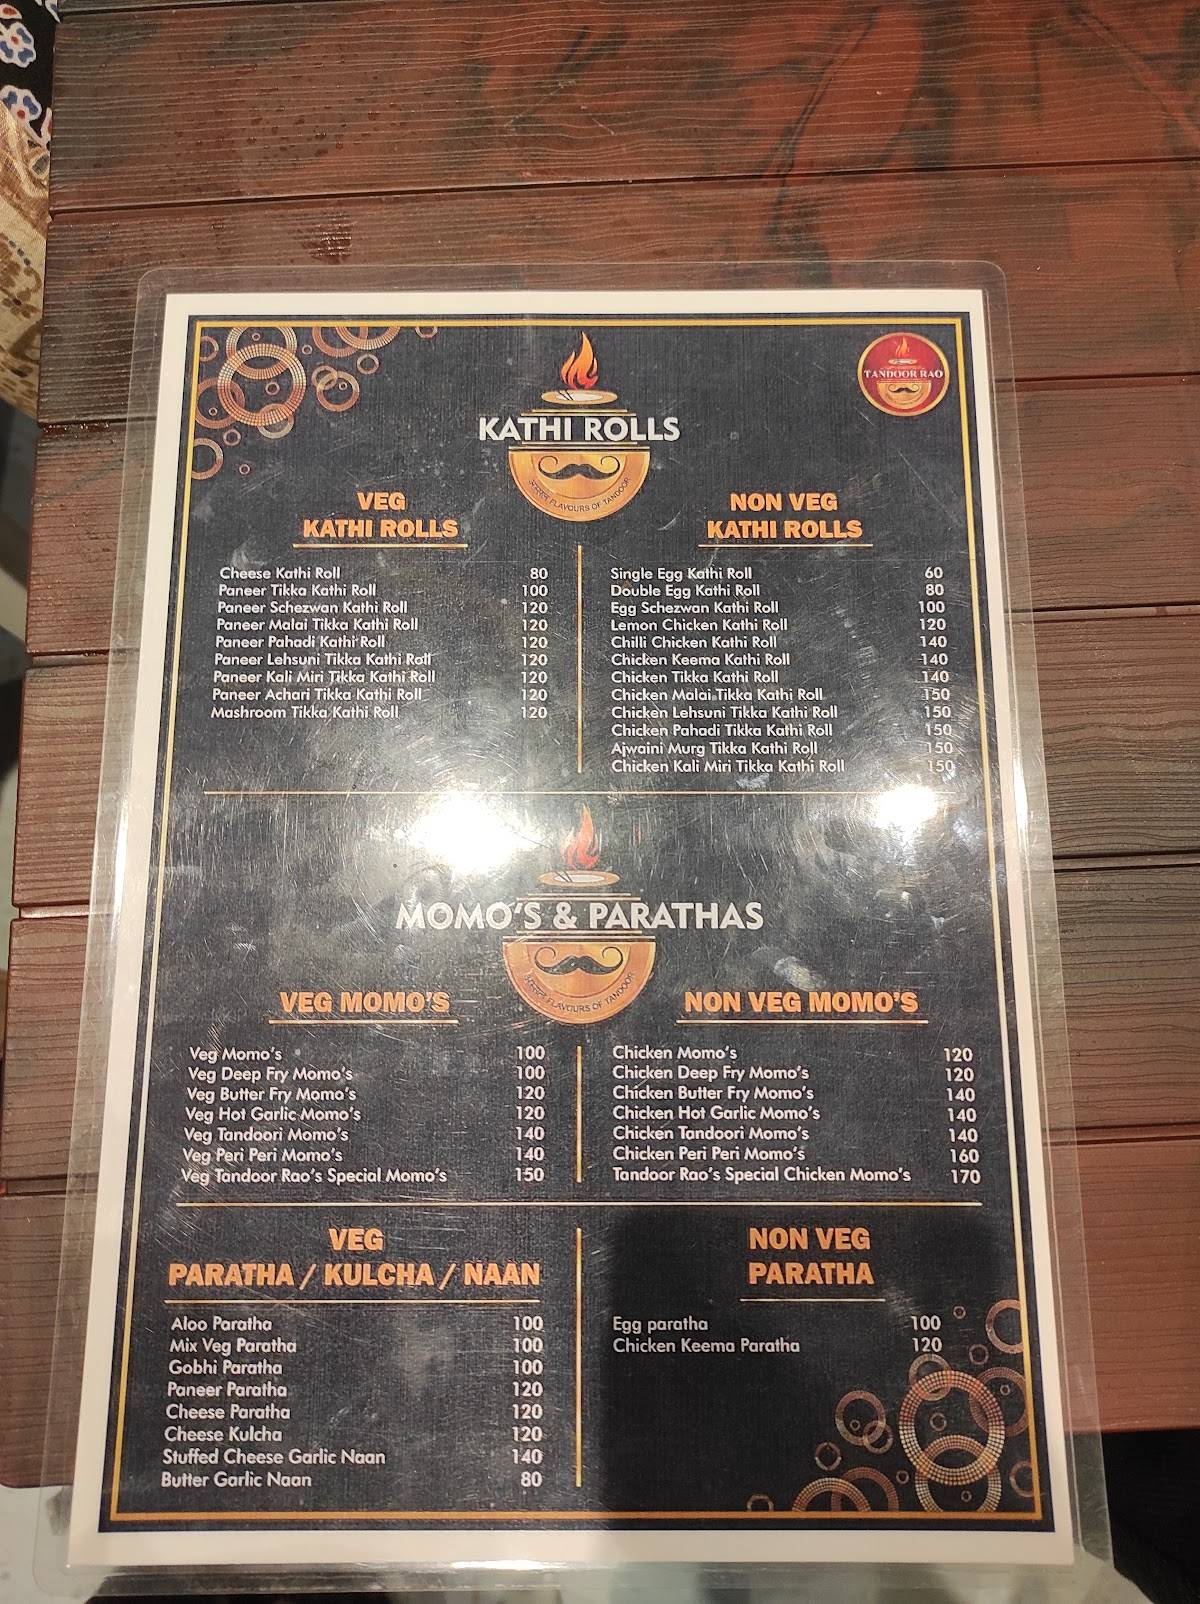 TANDOOR RAO
KATHI ROLLS
FLAVOURS OF TANDOOR
VEG
KATHI ROLLS
Cheese Kathi Roll 80
Paneer Tikka Kathi Roll 100
Paneer Schezwan Kathi Roll 120
Paneer Malai Tikka Kathi Roll 120
Paneer Pahadi Kathi Roll 120
Paneer Lehsuni Tikka Kathi Roll 120
Paneer Kali Miri Tikka Kathi Roll 120
Paneer Achari Tikka Kathi Roll 120
Mashroom Tikka Kathi Roll 120
NON VEG
KATHI ROLLS
Single Egg Kathi Roll 60
Double Egg Kathi Roll 80
Egg Schezwan Kathi Roll 100
Lemon Chicken Kathi Roll 120
Chilli Chicken Kathi Roll 140
Chicken Keema Kathi Roll 140
Chicken Tikka Kathi Roll 140
Chicken Malai Tikka Kathi Roll 150
Chicken Lehsuni Tikka Kathi Roll 150
Chicken Pahadi Tikka Kathi Roll 150
Ajwaini Murg Tikka Kathi Roll 150
Chicken Kali Miri Tikka Kathi Roll 150
MOMO'S & PARATHAS
FLAVOURS OF TANDOOR
VEG MOMO'S
Veg Momo's 100
Veg Deep Fry Momo's 100
Veg Butter Fry Momo's 120
Veg Hot Garlic Momo's 120
Veg Tandoori Momo's 140
Veg Peri Peri Momo's 140
Veg Tandoor Rao's Special Momo's 150
NON VEG MOMO'S
Chicken Momo's 120
Chicken Deep Fry Momo's 120
Chicken Butter Fry Momo's 140
Chicken Hot Garlic Momo's 140
Chicken Tandoori Momo's 140
Chicken Peri Peri Momo's 160
Tandoor Rao's Special Chicken Momo's 170
VEG
PARATHA / KULCHA / NAAN
Aloo Paratha 100
Mix Veg Paratha 100
Gobhi Paratha 100
Paneer Paratha 120
Cheese Paratha 120
Cheese Kulcha 120
Stuffed Cheese Garlic Naan 140
Butter Garlic Naan 80
NON VEG
PARATHA
Egg paratha 100
Chicken Keema Paratha 120